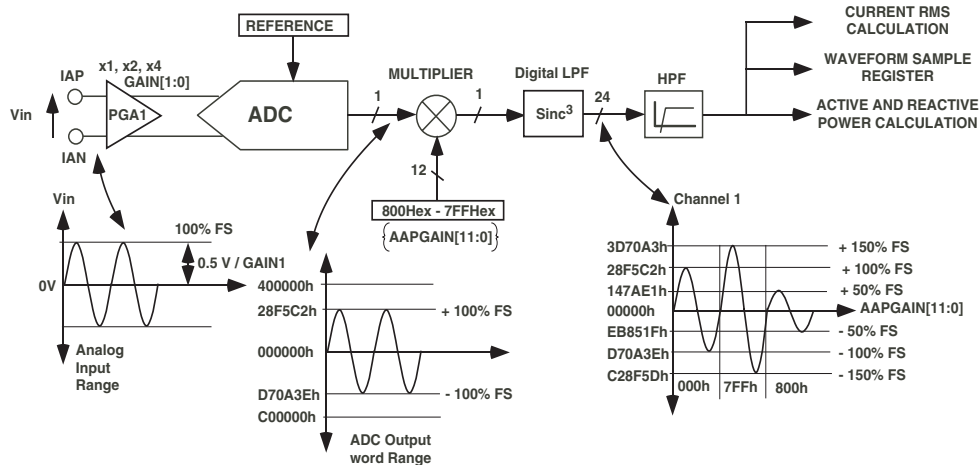 REFERENCE
CURRENT RMS
CALCULATION
WAVEFORM SAMPLE
REGISTER
ACTIVE AND REACTIVE
POWER CALCULATION
x1, x2, x4
GAIN[1:0]
IAP
Vin
PGA1
IAN
ADC
1
MULTIPLIER
1
Digital LPF
Sinc3
24
HPF
12
800Hex - 7FFHex
{AAPGAIN[11:0]}
Vin
100% FS
0.5 V / GAIN1
0V
Analog
Input
Range
400000h
28F5C2h
+ 100% FS
000000h
D70A3Eh
- 100% FS
C00000h
ADC Output
word Range
Channel 1
3D70A3h
+ 150% FS
28F5C2h
+ 100% FS
147AE1h
+ 50% FS
00000h
AAPGAIN[11:0]
EB851Fh
- 50% FS
D70A3Eh
- 100% FS
C28F5Dh
- 150% FS
000h
7FFh
800h